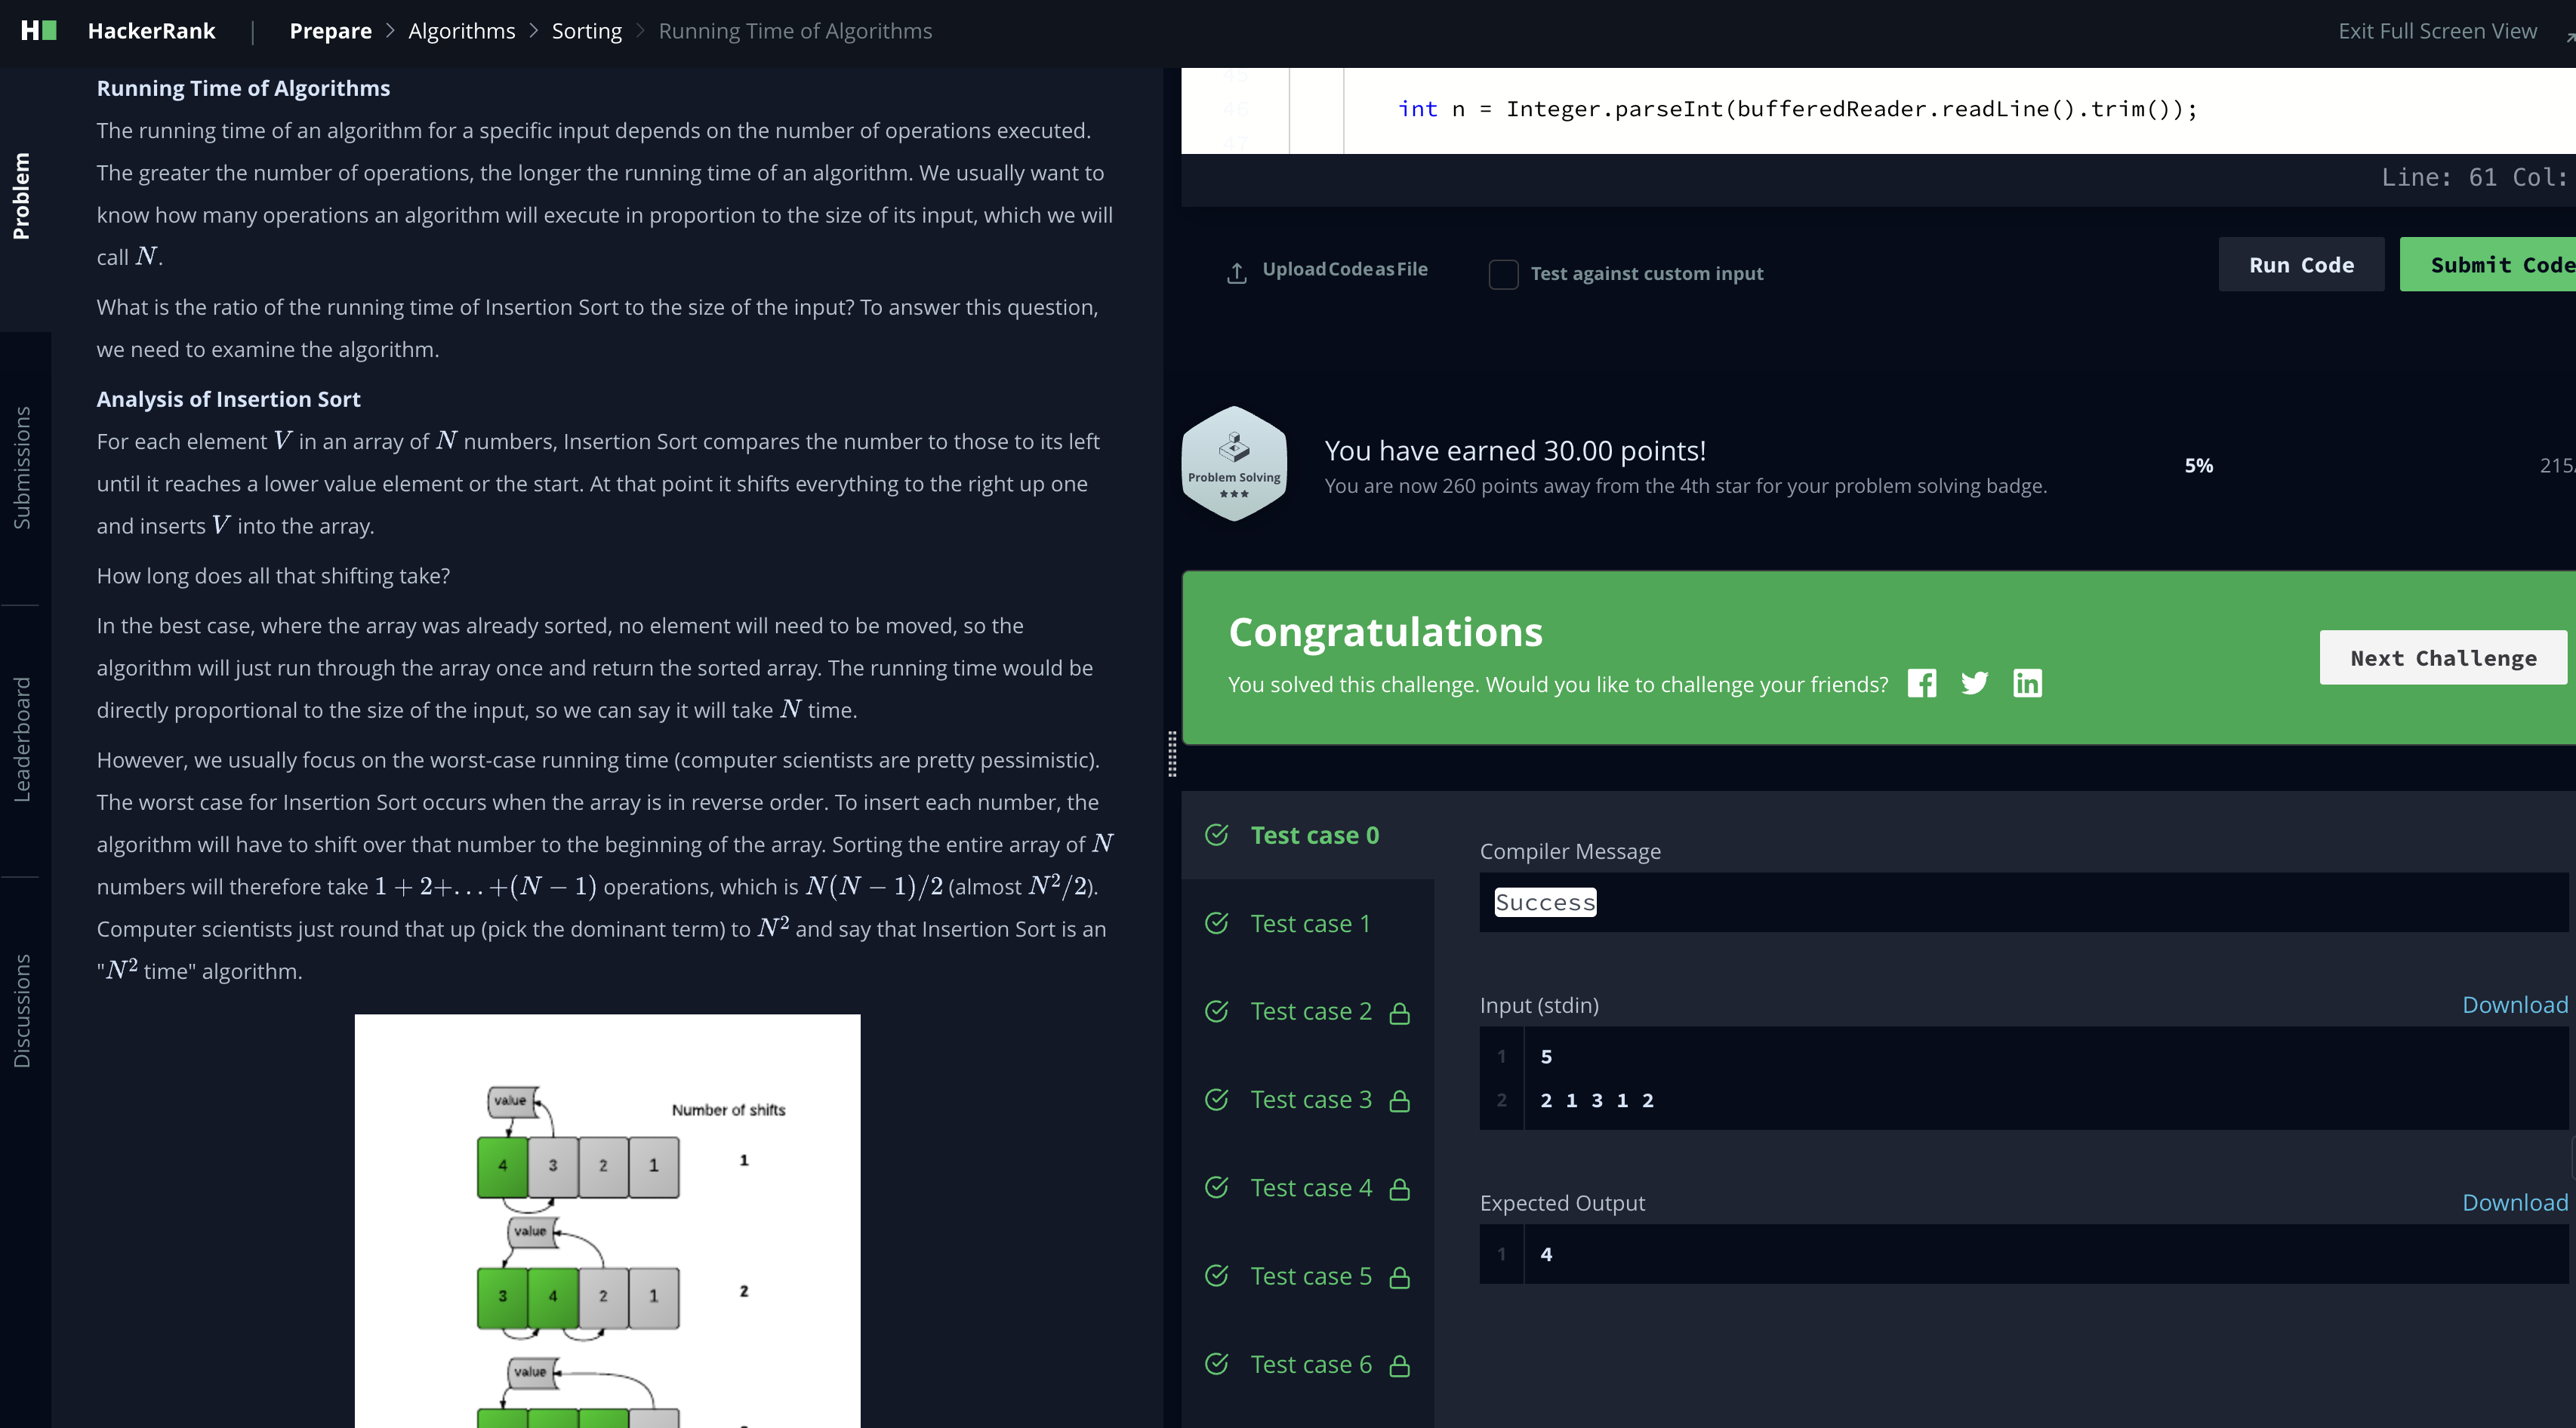 HackerRank | Prepare > Algorithms > Sorting > Running Time of Algorithms
Exit Full Screen View
Problem
Submissions
Leaderboard
Discussions
Running Time of Algorithms
The running time of an algorithm for a specific input depends on the number of operations executed.
The greater the number of operations, the longer the running time of an algorithm. We usually want to
know how many operations an algorithm will execute in proportion to the size of its input, which we will
call N.
What is the ratio of the running time of Insertion Sort to the size of the input? To answer this question,
we need to examine the algorithm.
Analysis of Insertion Sort
For each element V in an array of N numbers, Insertion Sort compares the number to those to its left
until it reaches a lower value element or the start. At that point it shifts everything to the right up one
and inserts V into the array.
How long does all that shifting take?
In the best case, where the array was already sorted, no element will need to be moved, so the
algorithm will just run through the array once and return the sorted array. The running time would be
directly proportional to the size of the input, so we can say it will take N time.
However, we usually focus on the worst-case running time (computer scientists are pretty pessimistic).
The worst case for Insertion Sort occurs when the array is in reverse order. To insert each number, the
algorithm will have to shift over that number to the beginning of the array. Sorting the entire array of N
numbers will therefore take 1 + 2+...+(N − 1) operations, which is N(N − 1)/2 (almost N²/2).
Computer scientists just round that up (pick the dominant term) to N² and say that Insertion Sort is an
"N² time" algorithm.
value
Number of shifts
4 3 2 1 1
value
3 4 2 1 2
value
45
46 int n = Integer.parseInt(bufferedReader.readLine().trim());
47
Line: 61 Col:
Upload Code as File
Test against custom input
Run Code
Submit Code
Problem Solving
You have earned 30.00 points!
You are now 260 points away from the 4th star for your problem solving badge.
5%
215
Congratulations
You solved this challenge. Would you like to challenge your friends?
Next Challenge
Test case 0
Test case 1
Test case 2
Test case 3
Test case 4
Test case 5
Test case 6
Compiler Message
Success
Input (stdin)
Download
1 5
2 2 1 3 1 2
Expected Output
Download
1 4